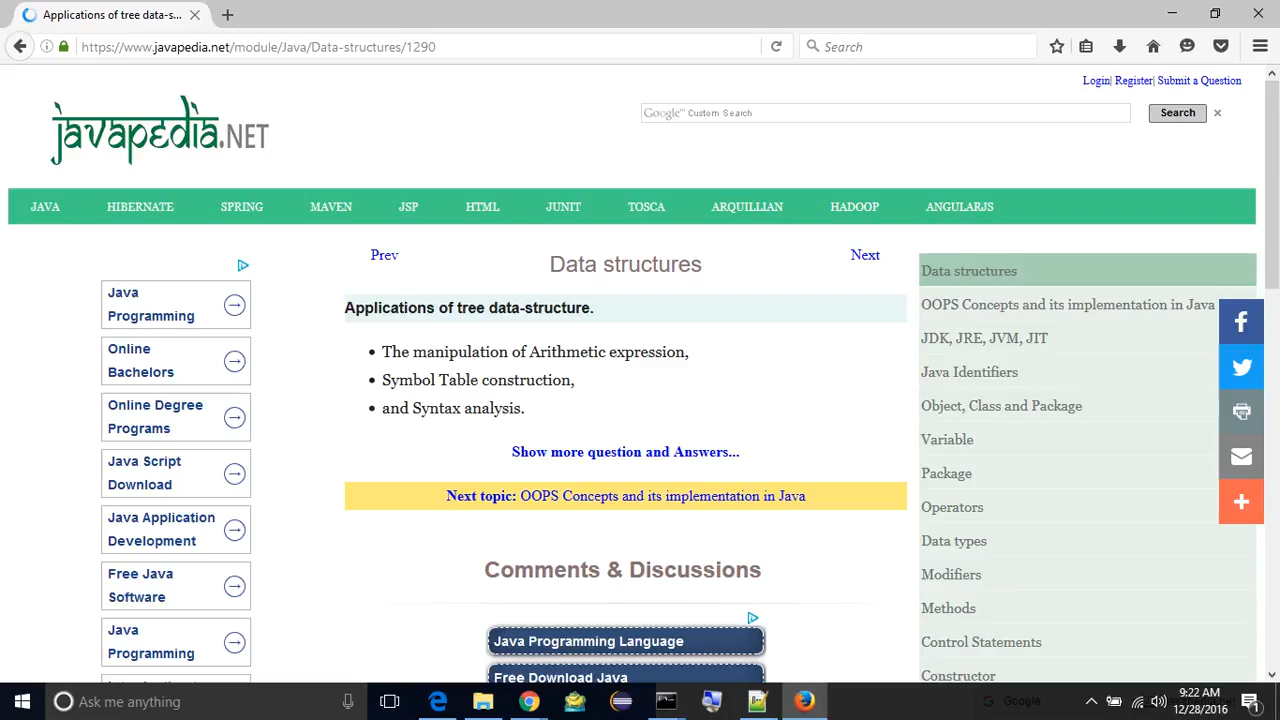 Applications of tree data-s...
https://www.javapedia.net/module/Java/Data-structures/1290
Search
Login| Register| Submit a Question
javapedia.NET
Google™ Custom Search
Search
JAVA HIBERNATE SPRING MAVEN JSP HTML JUNIT TOSCA ARQUILLIAN HADOOP ANGULARJS
Prev
Data structures
Next
Applications of tree data-structure.
• The manipulation of Arithmetic expression,
• Symbol Table construction,
• and Syntax analysis.
Show more question and Answers...
Next topic: OOPS Concepts and its implementation in Java
Comments & Discussions
Java Programming Language
Free Download Java
Java
Programming
Online
Bachelors
Online Degree
Programs
Java Script
Download
Java Application
Development
Free Java
Software
Java
Programming
Data structures
OOPS Concepts and its implementation in Java
JDK, JRE, JVM, JIT
Java Identifiers
Object, Class and Package
Variable
Package
Operators
Data types
Modifiers
Methods
Control Statements
Constructor
Ask me anything
Google
9:22 AM
12/28/2016
1